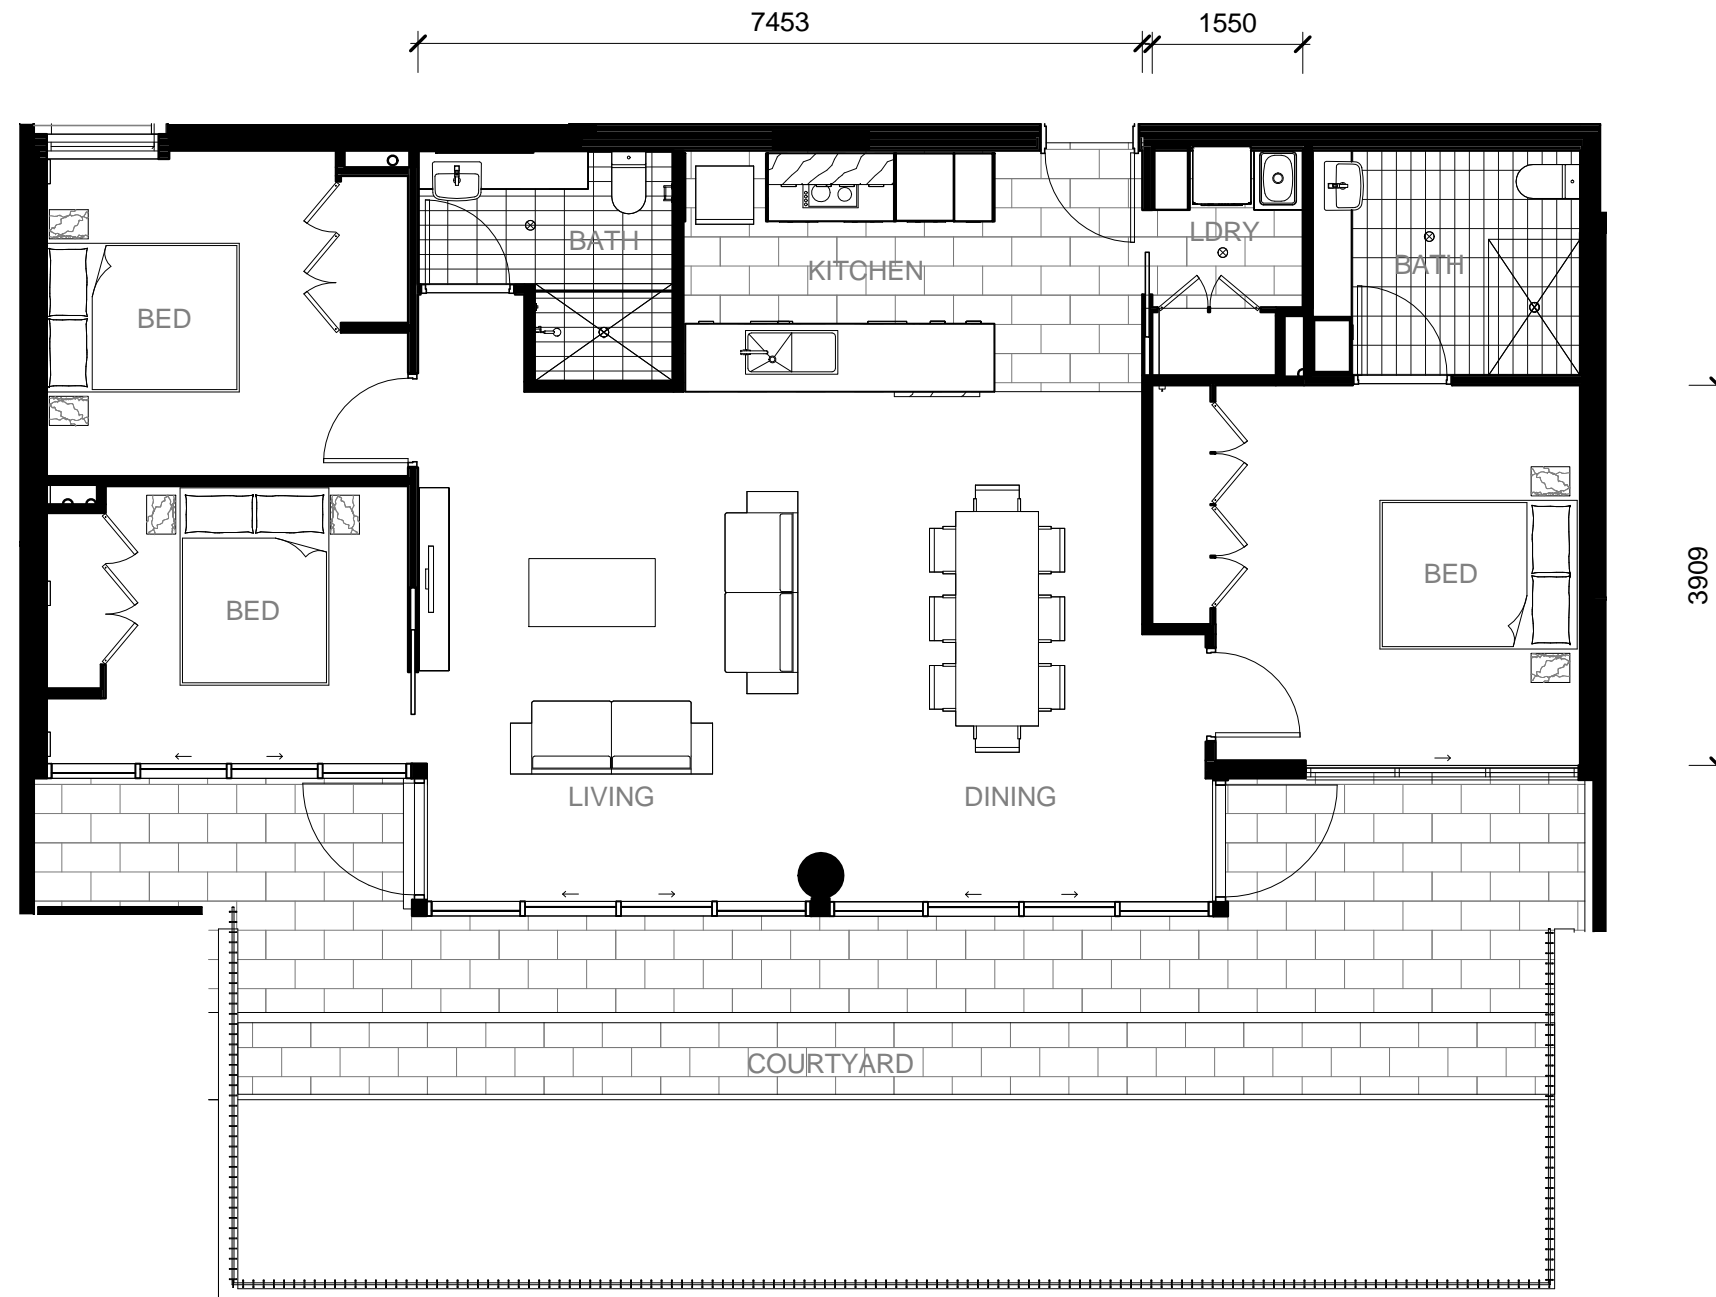 7453
1550
LDRY
BATH
BATH
KITCHEN
BED
BED
3909
BED
LIVING
DINING
COURTYARD